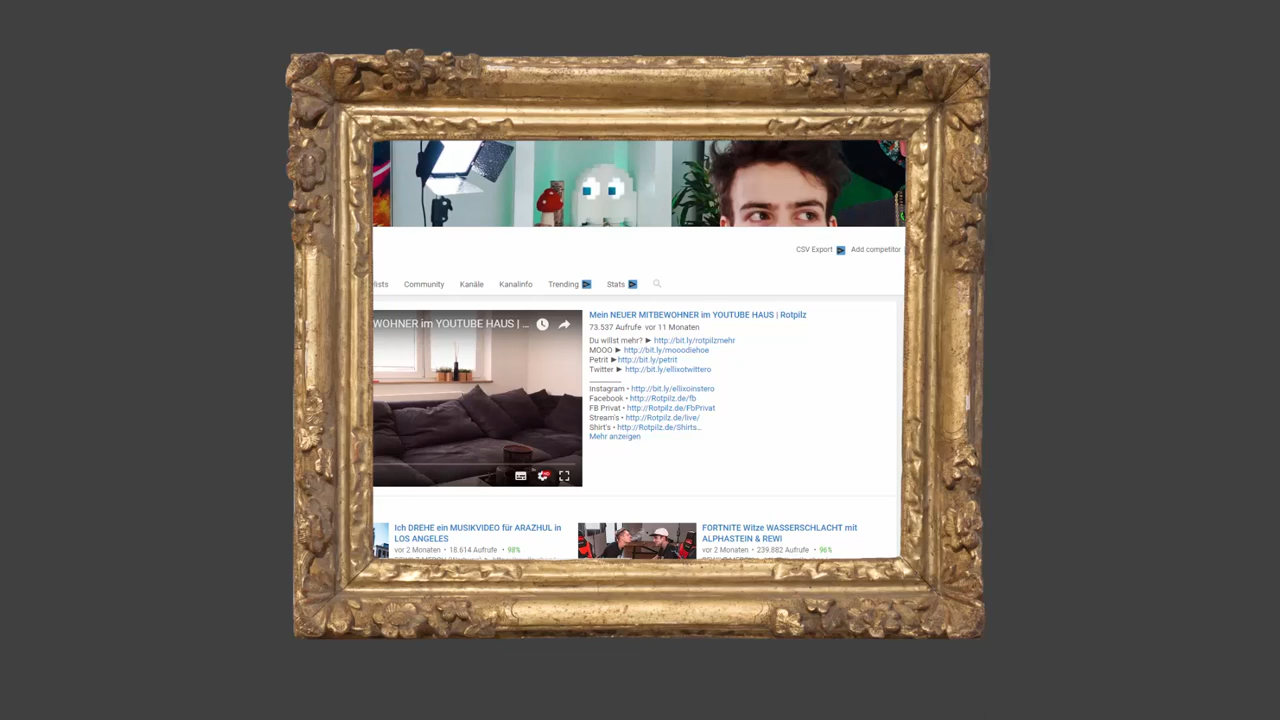 CSV Export Add competitor
lists Community Kanäle Kanalinfo Trending Stats
WOHNER im YOUTUBE HAUS | ...
Mein NEUER MITBEWOHNER im YOUTUBE HAUS | Rotpilz
73.537 Aufrufe vor 11 Monaten
Du willst mehr? ► http://bit.ly/rotpilzmehr
MOOO ► http://bit.ly/mooodiehoe
Petrit ►http://bit.ly/petrit
Twitter ► http://bit.ly/ellixotwittero
Instagram • http://bit.ly/ellixoinstero
Facebook • http://Rotpilz.de/fb
FB Privat • http://Rotpilz.de/FbPrivat
Stream's • http://Rotpilz.de/live/
Shirt's • http://Rotpilz.de/Shirts...
Mehr anzeigen
Ich DREHE ein MUSIKVIDEO für ARAZHUL in
LOS ANGELES
vor 2 Monaten • 18.614 Aufrufe • 98%
FORTNITE Witze WASSERSCHLACHT mit
ALPHASTEIN & REWI
vor 2 Monaten • 239.882 Aufrufe • 96%